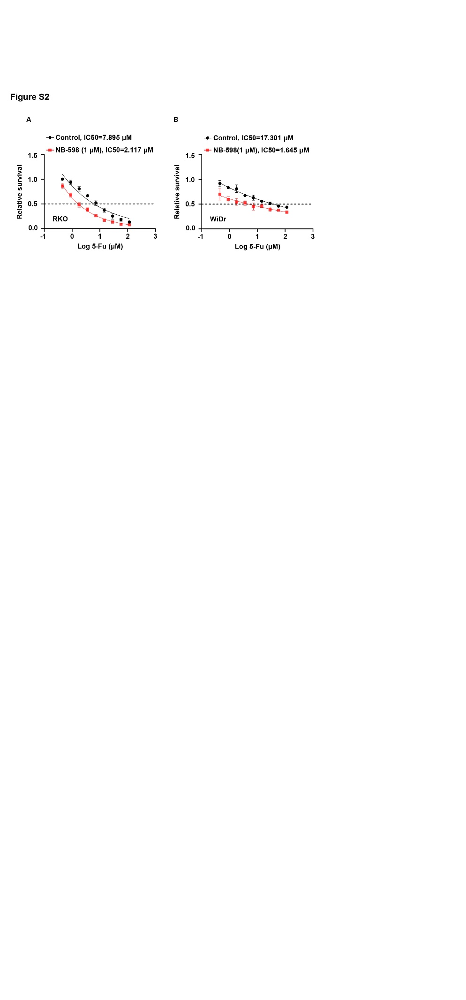 Figure S2
A
Control, IC50=7.895 μM
NB-598 (1 μM), IC50=2.117 μM
Relative survival
1.5
1.0
0.5
0.0
RKO
-1 0 1 2 3
Log 5-Fu (μM)
B
Control, IC50=17.301 μM
NB-598(1 μM), IC50=1.645 μM
Relative survival
1.5
1.0
0.5
0.0
WiDr
-1 0 1 2 3
Log 5-Fu (μM)